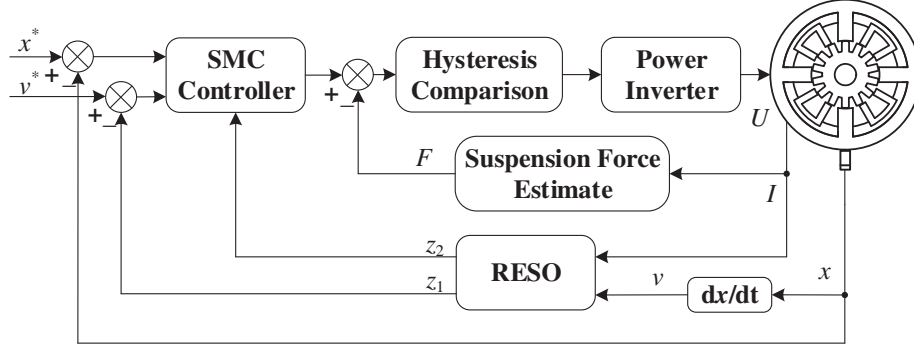 x*
+
−
v*
+
−
SMC
Controller
+
−
Hysteresis
Comparison
Power
Inverter
U
F
Suspension Force
Estimate
I
z₂
z₁
RESO
v
dx/dt
x